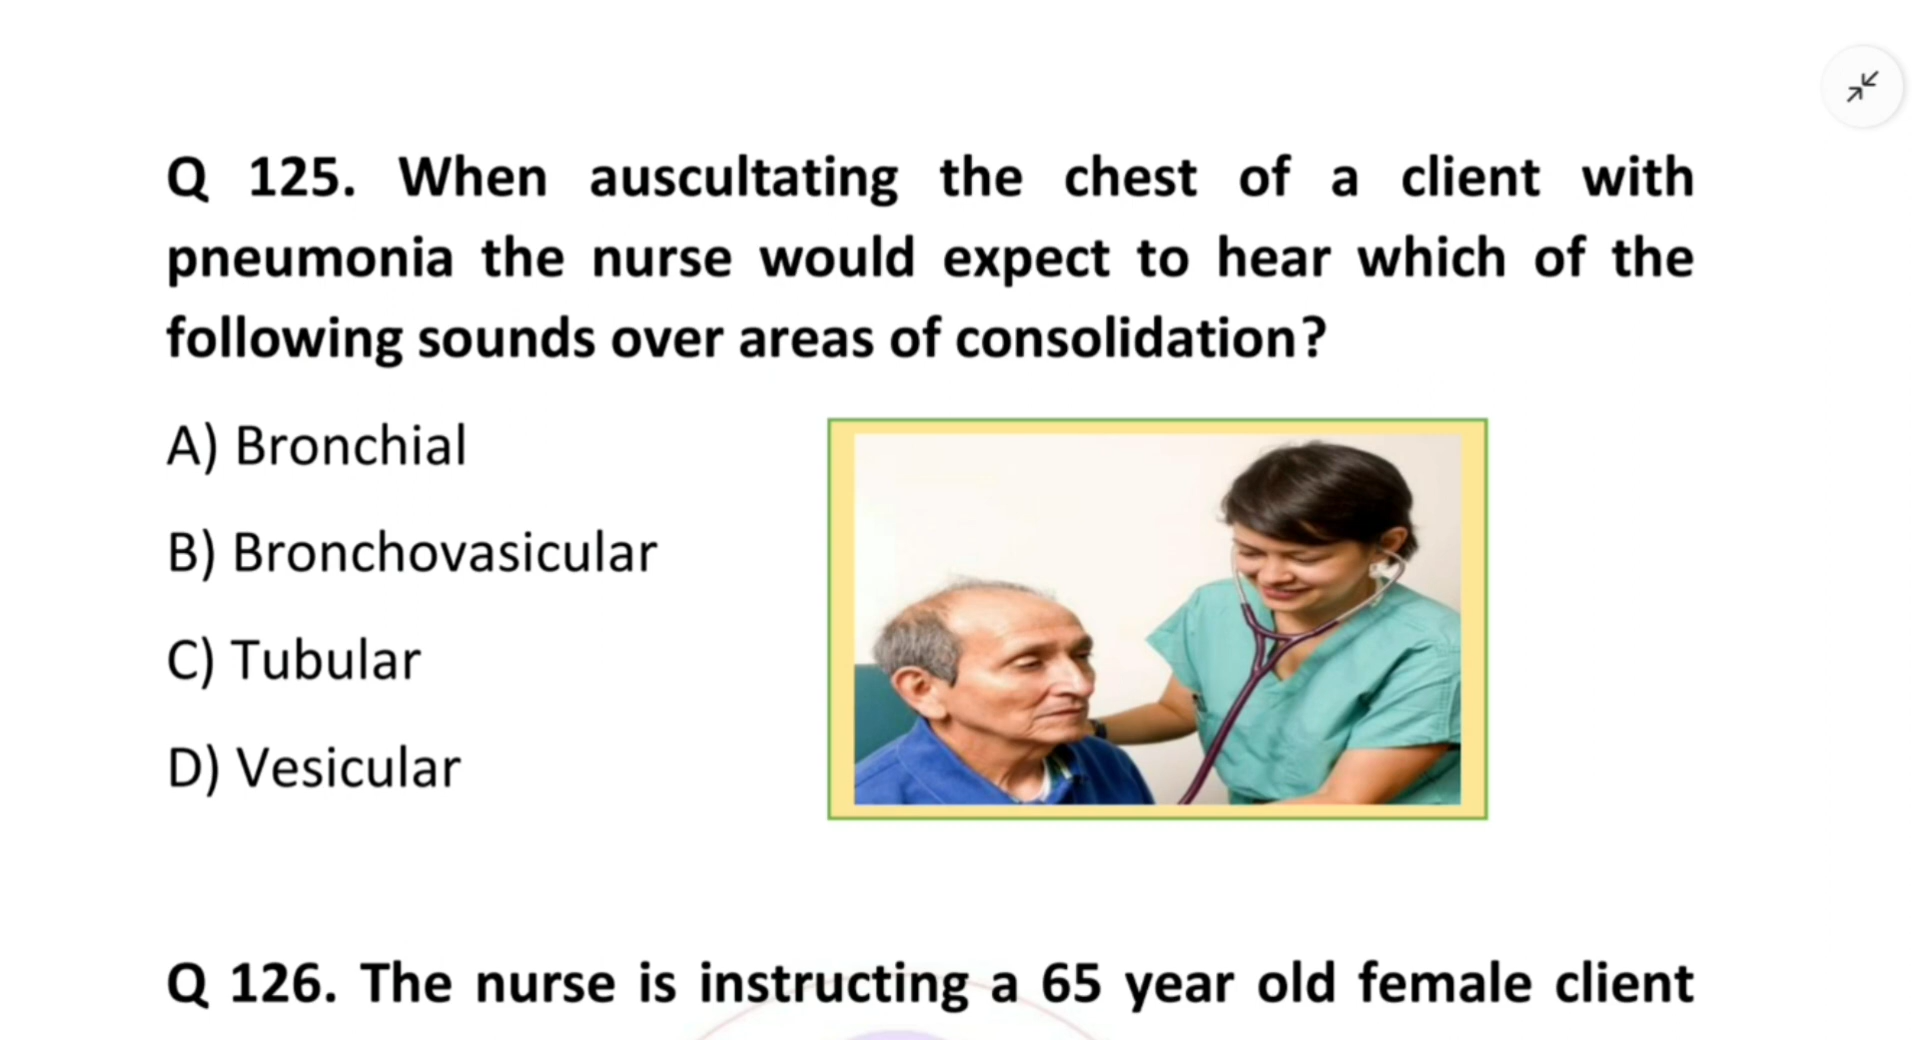 Q 125. When auscultating the chest of a client with
pneumonia the nurse would expect to hear which of the
following sounds over areas of consolidation?
A) Bronchial
B) Bronchovasicular
C) Tubular
D) Vesicular
Q 126. The nurse is instructing a 65 year old female client